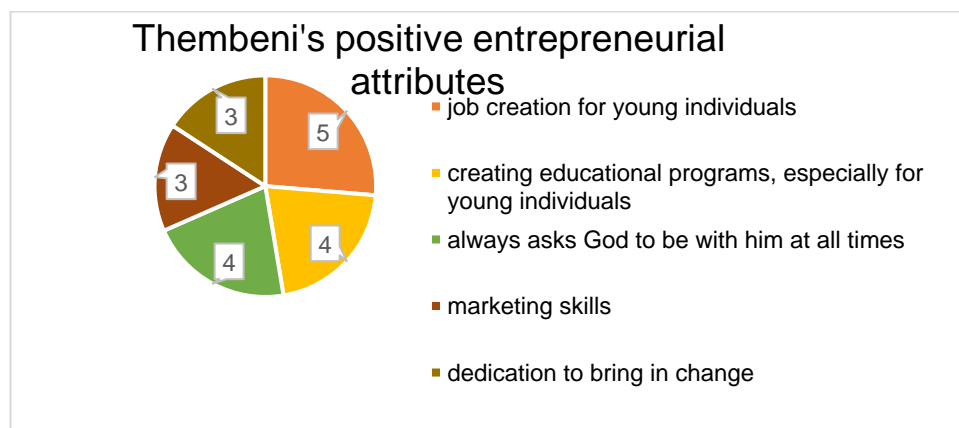 Thembeni's positive entrepreneurial
attributes
5
4
4
3
3
job creation for young individuals
creating educational programs, especially for
young individuals
always asks God to be with him at all times
marketing skills
dedication to bring in change